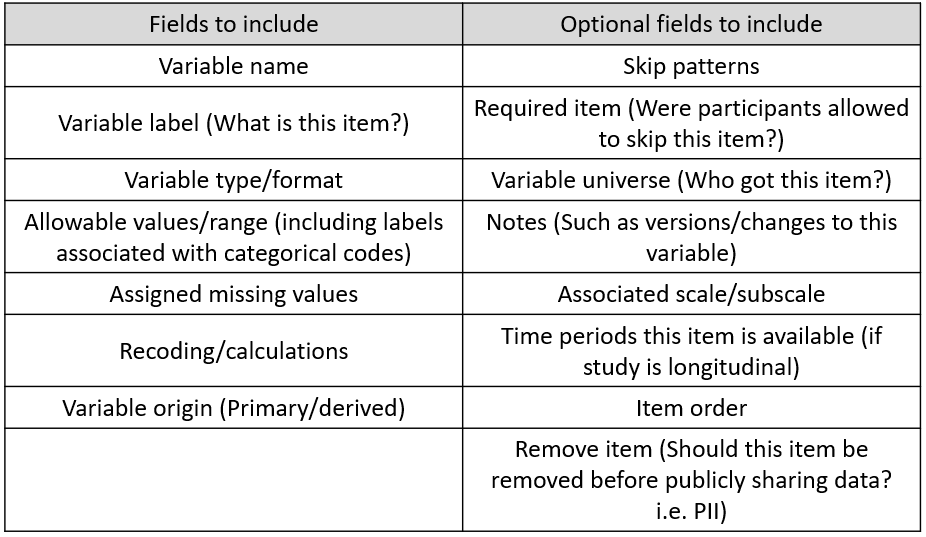 Fields to include
Optional fields to include
Variable name
Skip patterns
Variable label (What is this item?)
Required item (Were participants allowed
to skip this item?)
Variable type/format
Variable universe (Who got this item?)
Allowable values/range (including labels
associated with categorical codes)
Notes (Such as versions/changes to this
variable)
Assigned missing values
Associated scale/subscale
Recoding/calculations
Time periods this item is available (if
study is longitudinal)
Variable origin (Primary/derived)
Item order
Remove item (Should this item be
removed before publicly sharing data?
i.e. PII)